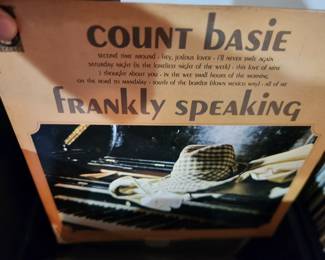 count basie
second time around · hey, jealous lover · i'll never smile again
saturday night (is the loneliest night of the week) · this love of mine
i thought about you · in the wee small hours of the morning
on the road to mandalay · south of the border (down mexico way) · all of me
frankly speaking